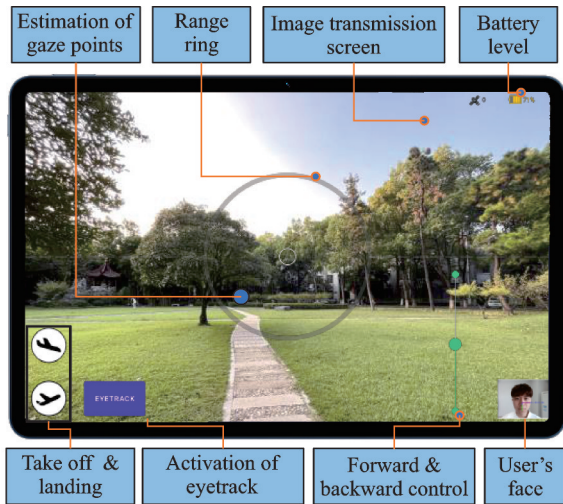 Estimation of
gaze points
Range
ring
Image transmission
screen
Battery
level
EYETRACK
Take off &
landing
Activation of
eyetrack
Forward &
backward control
User's
face